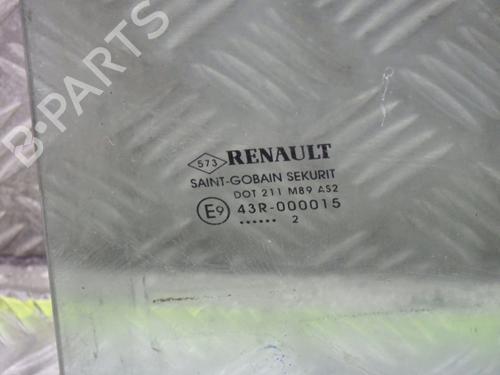 B-PARTS
573 RENAULT
SAINT-GOBAIN SEKURIT
DOT 211 M89 AS2
E9 43R-000015
...... 2